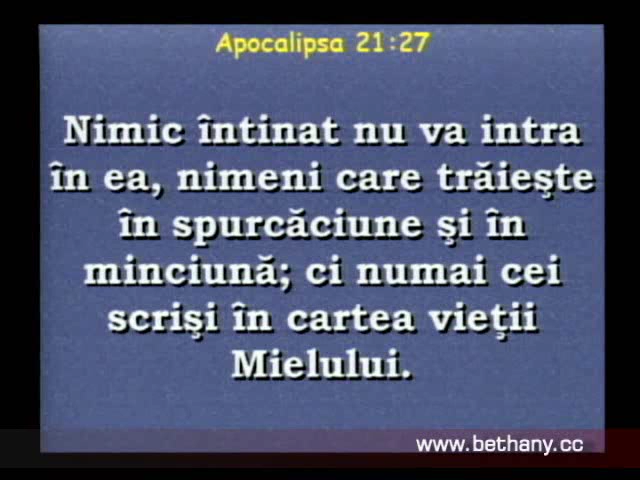 Apocalipsa 21:27
Nimic întinat nu va intra
în ea, nimeni care trăieşte
în spurcăciune şi în
minciună; ci numai cei
scrişi în cartea vieţii
Mielului.
www.bethany.cc